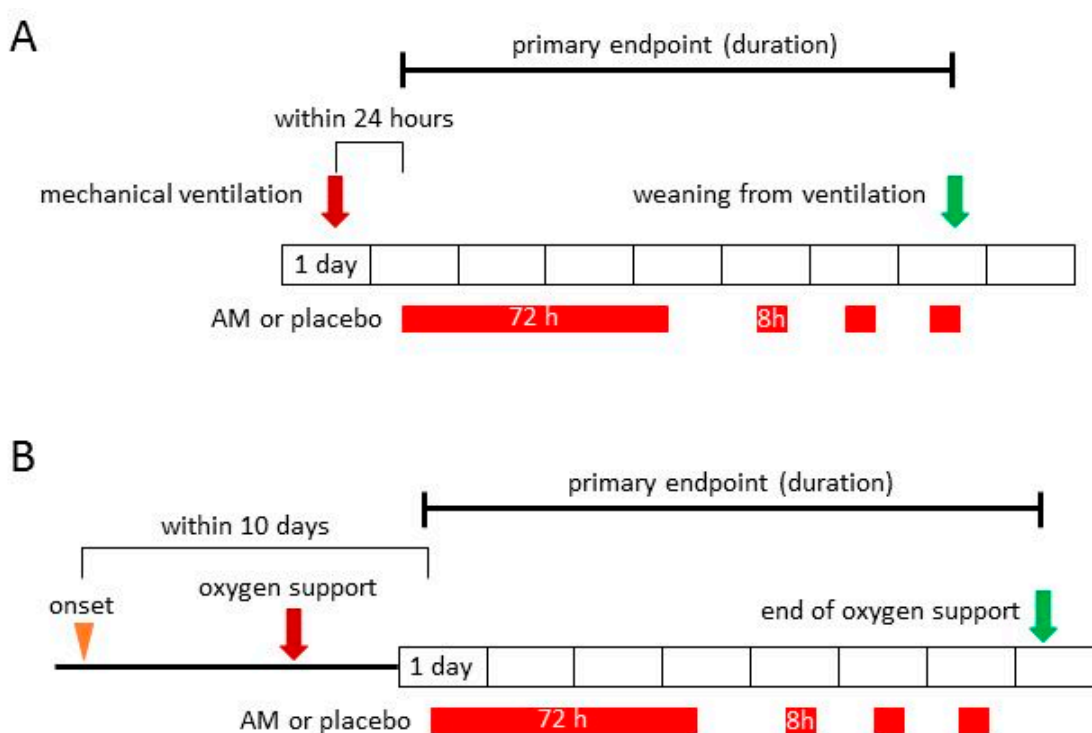 A
primary endpoint (duration)
within 24 hours
mechanical ventilation
weaning from ventilation
1 day
AM or placebo
72 h
8h
B
primary endpoint (duration)
within 10 days
oxygen support
onset
end of oxygen support
1 day
AM or placebo
72 h
8h